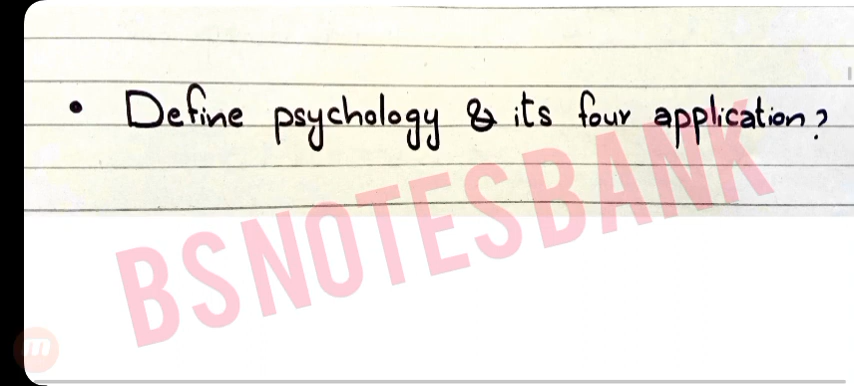 • Define psychology & its four application?
BSNOTESBANK
m